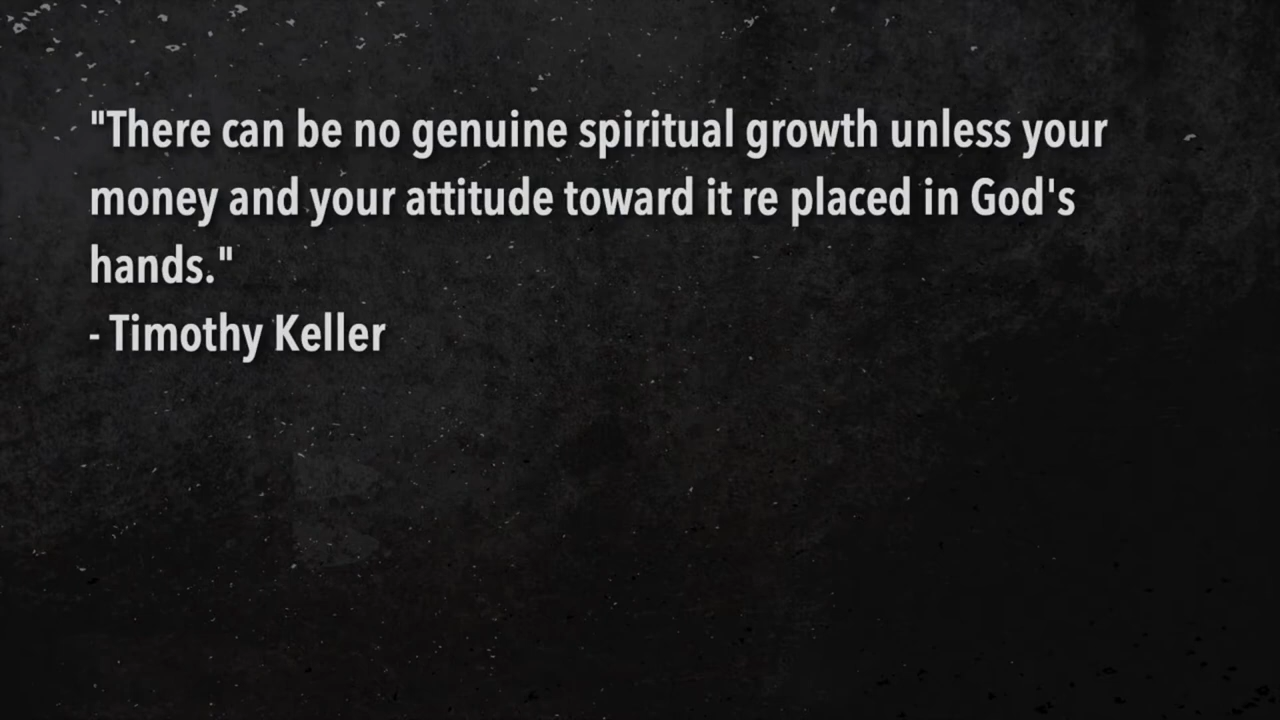 "There can be no genuine spiritual growth unless your
money and your attitude toward it re placed in God's
hands."
- Timothy Keller